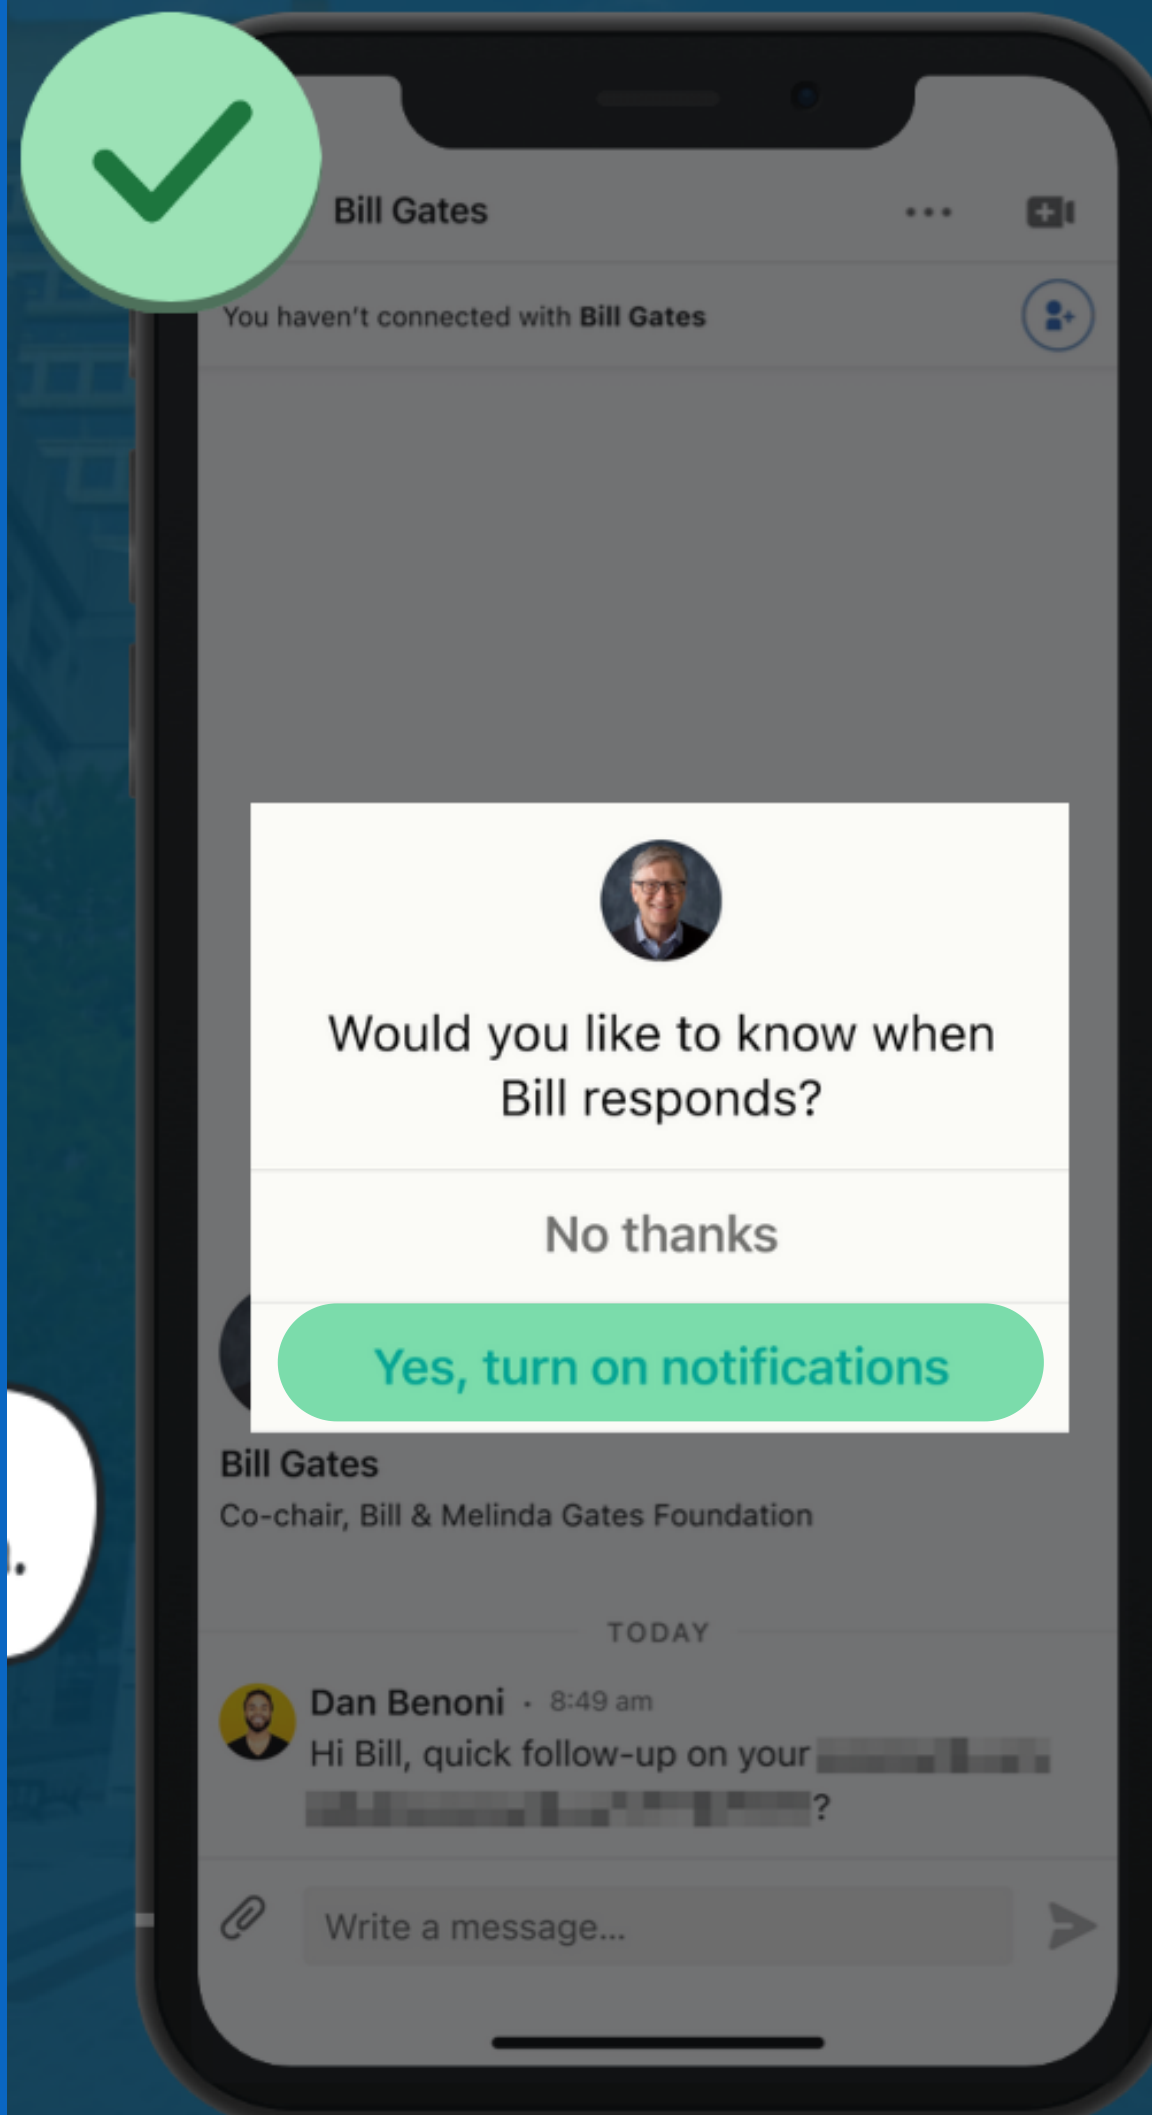 Bill Gates
You haven't connected with Bill Gates
Would you like to know when
Bill responds?
No thanks
Yes, turn on notifications
Bill Gates
Co-chair, Bill & Melinda Gates Foundation
TODAY
Dan Benoni · 8:49 am
Hi Bill, quick follow-up on your
?
Write a message...